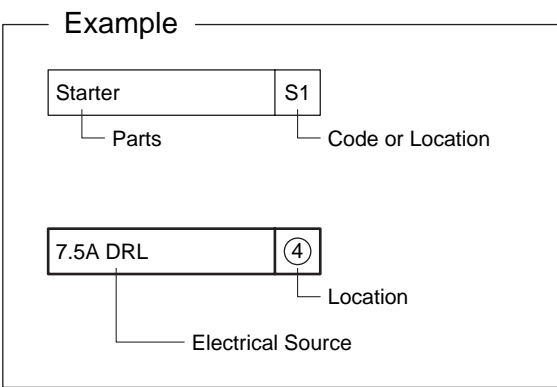 Example
Starter S1
Parts Code or Location
7.5A DRL ④
Location
Electrical Source